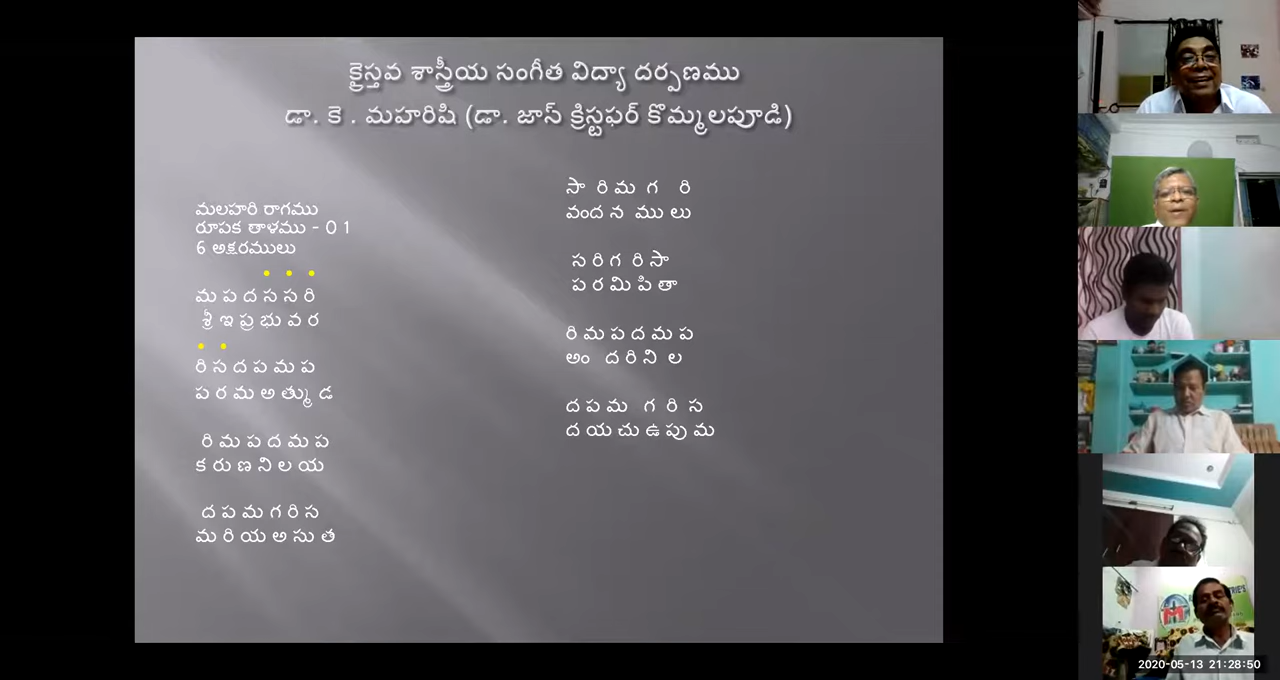 క్రైస్తవ శాస్త్రీయ సంగీత విద్యా దర్పణము
డా. కె . మహరిషి (డా. జాస్ క్రిస్టఫర్ కొమ్మలపూడి)
మలహరి రాగము
రూపక తాళము - 0 1
6 అక్షరములు
మ ప ద స స రి
శ్రీ ఇ ప్ర భు వ ర
రి స ద ప మ ప
ప ర మ అ త్ము డ
రి మ ప ద మ ప
క రు ణ ని ల య
ద ప మ గ రి స
మ రి య అ సు త
సా రి మ గ రి
వంద న ము లు
స రి గ రి సా
ప ర మి పి తా
రి మ ప ద మ ప
అం ద రి ని ల
ద ప మ గ రి స
ద య చు ఉ పు మ
2020-05-13 21:28:50